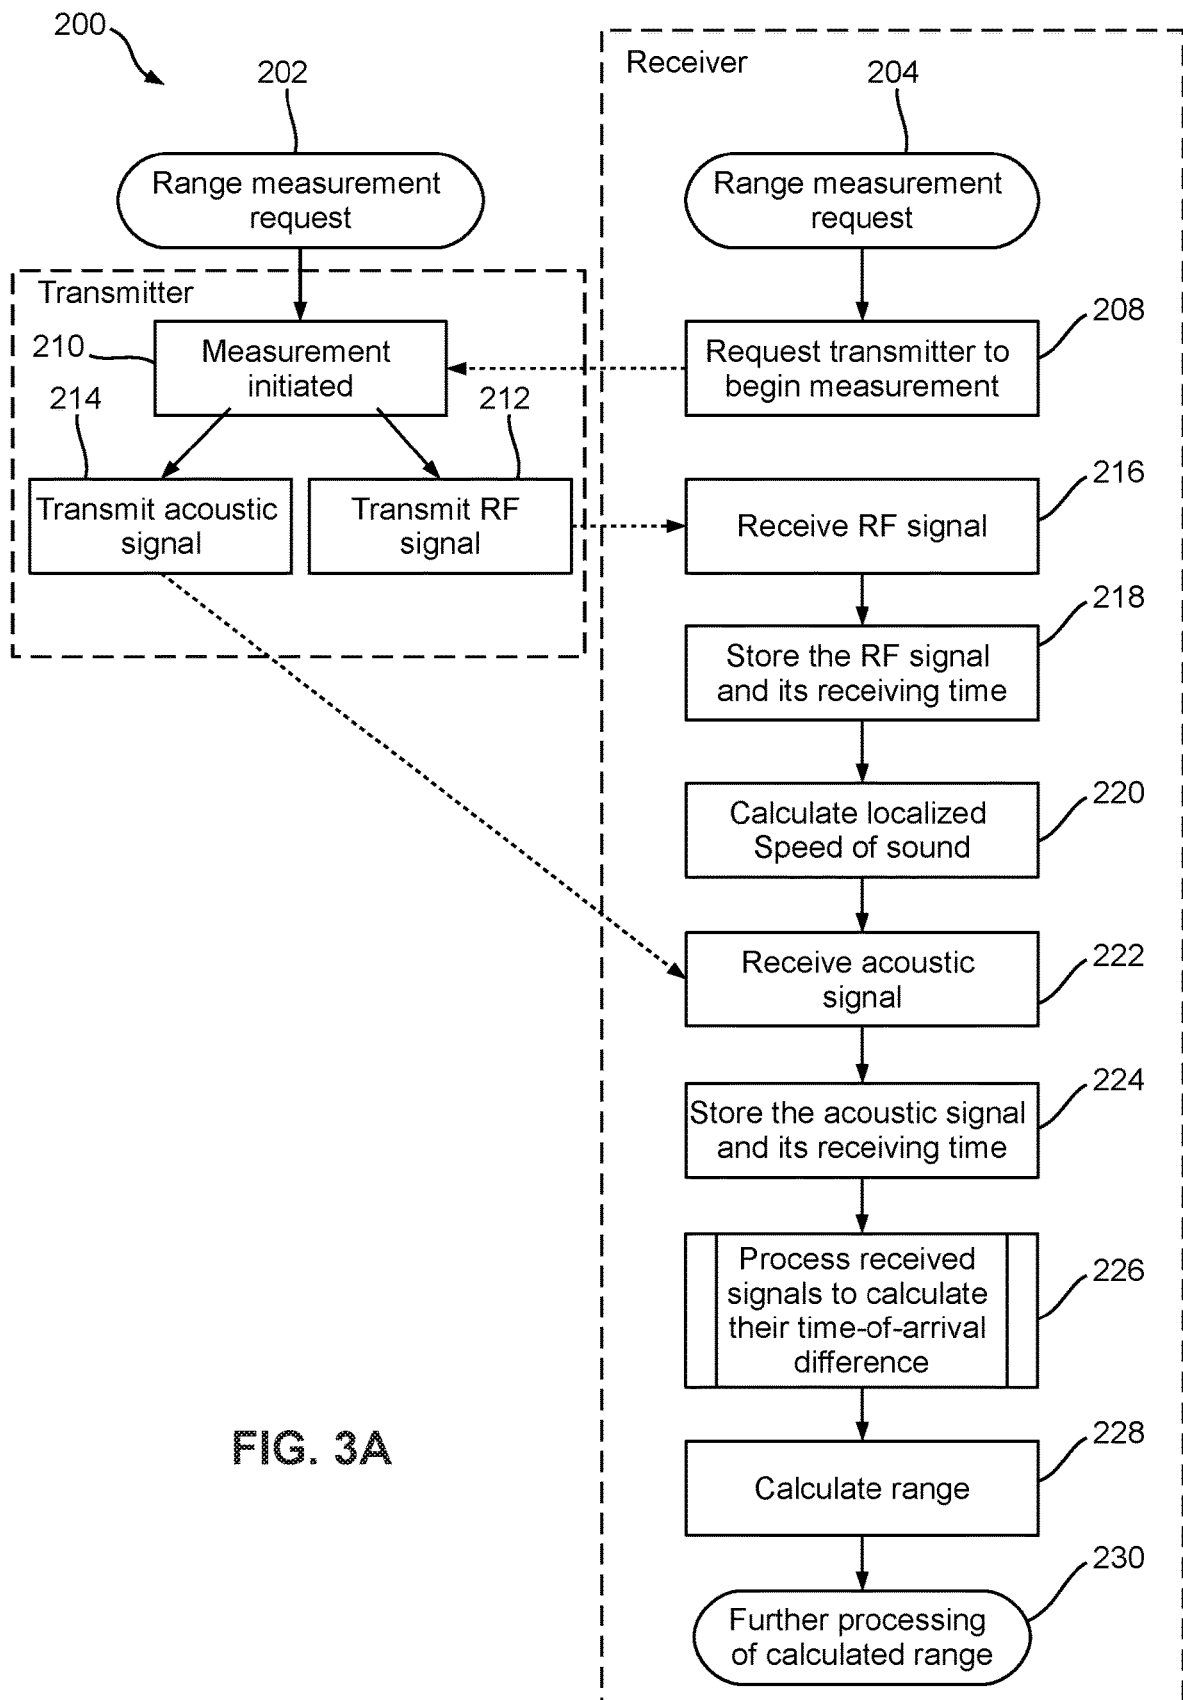 200
202
Range measurement
request
Transmitter
210
Measurement
initiated
214
212
Transmit acoustic
signal
Transmit RF
signal
Receiver
204
Range measurement
request
208
Request transmitter to
begin measurement
216
Receive RF signal
218
Store the RF signal
and its receiving time
220
Calculate localized
Speed of sound
222
Receive acoustic
signal
224
Store the acoustic signal
and its receiving time
226
Process received
signals to calculate
their time-of-arrival
difference
228
Calculate range
230
Further processing
of calculated range
FIG. 3A